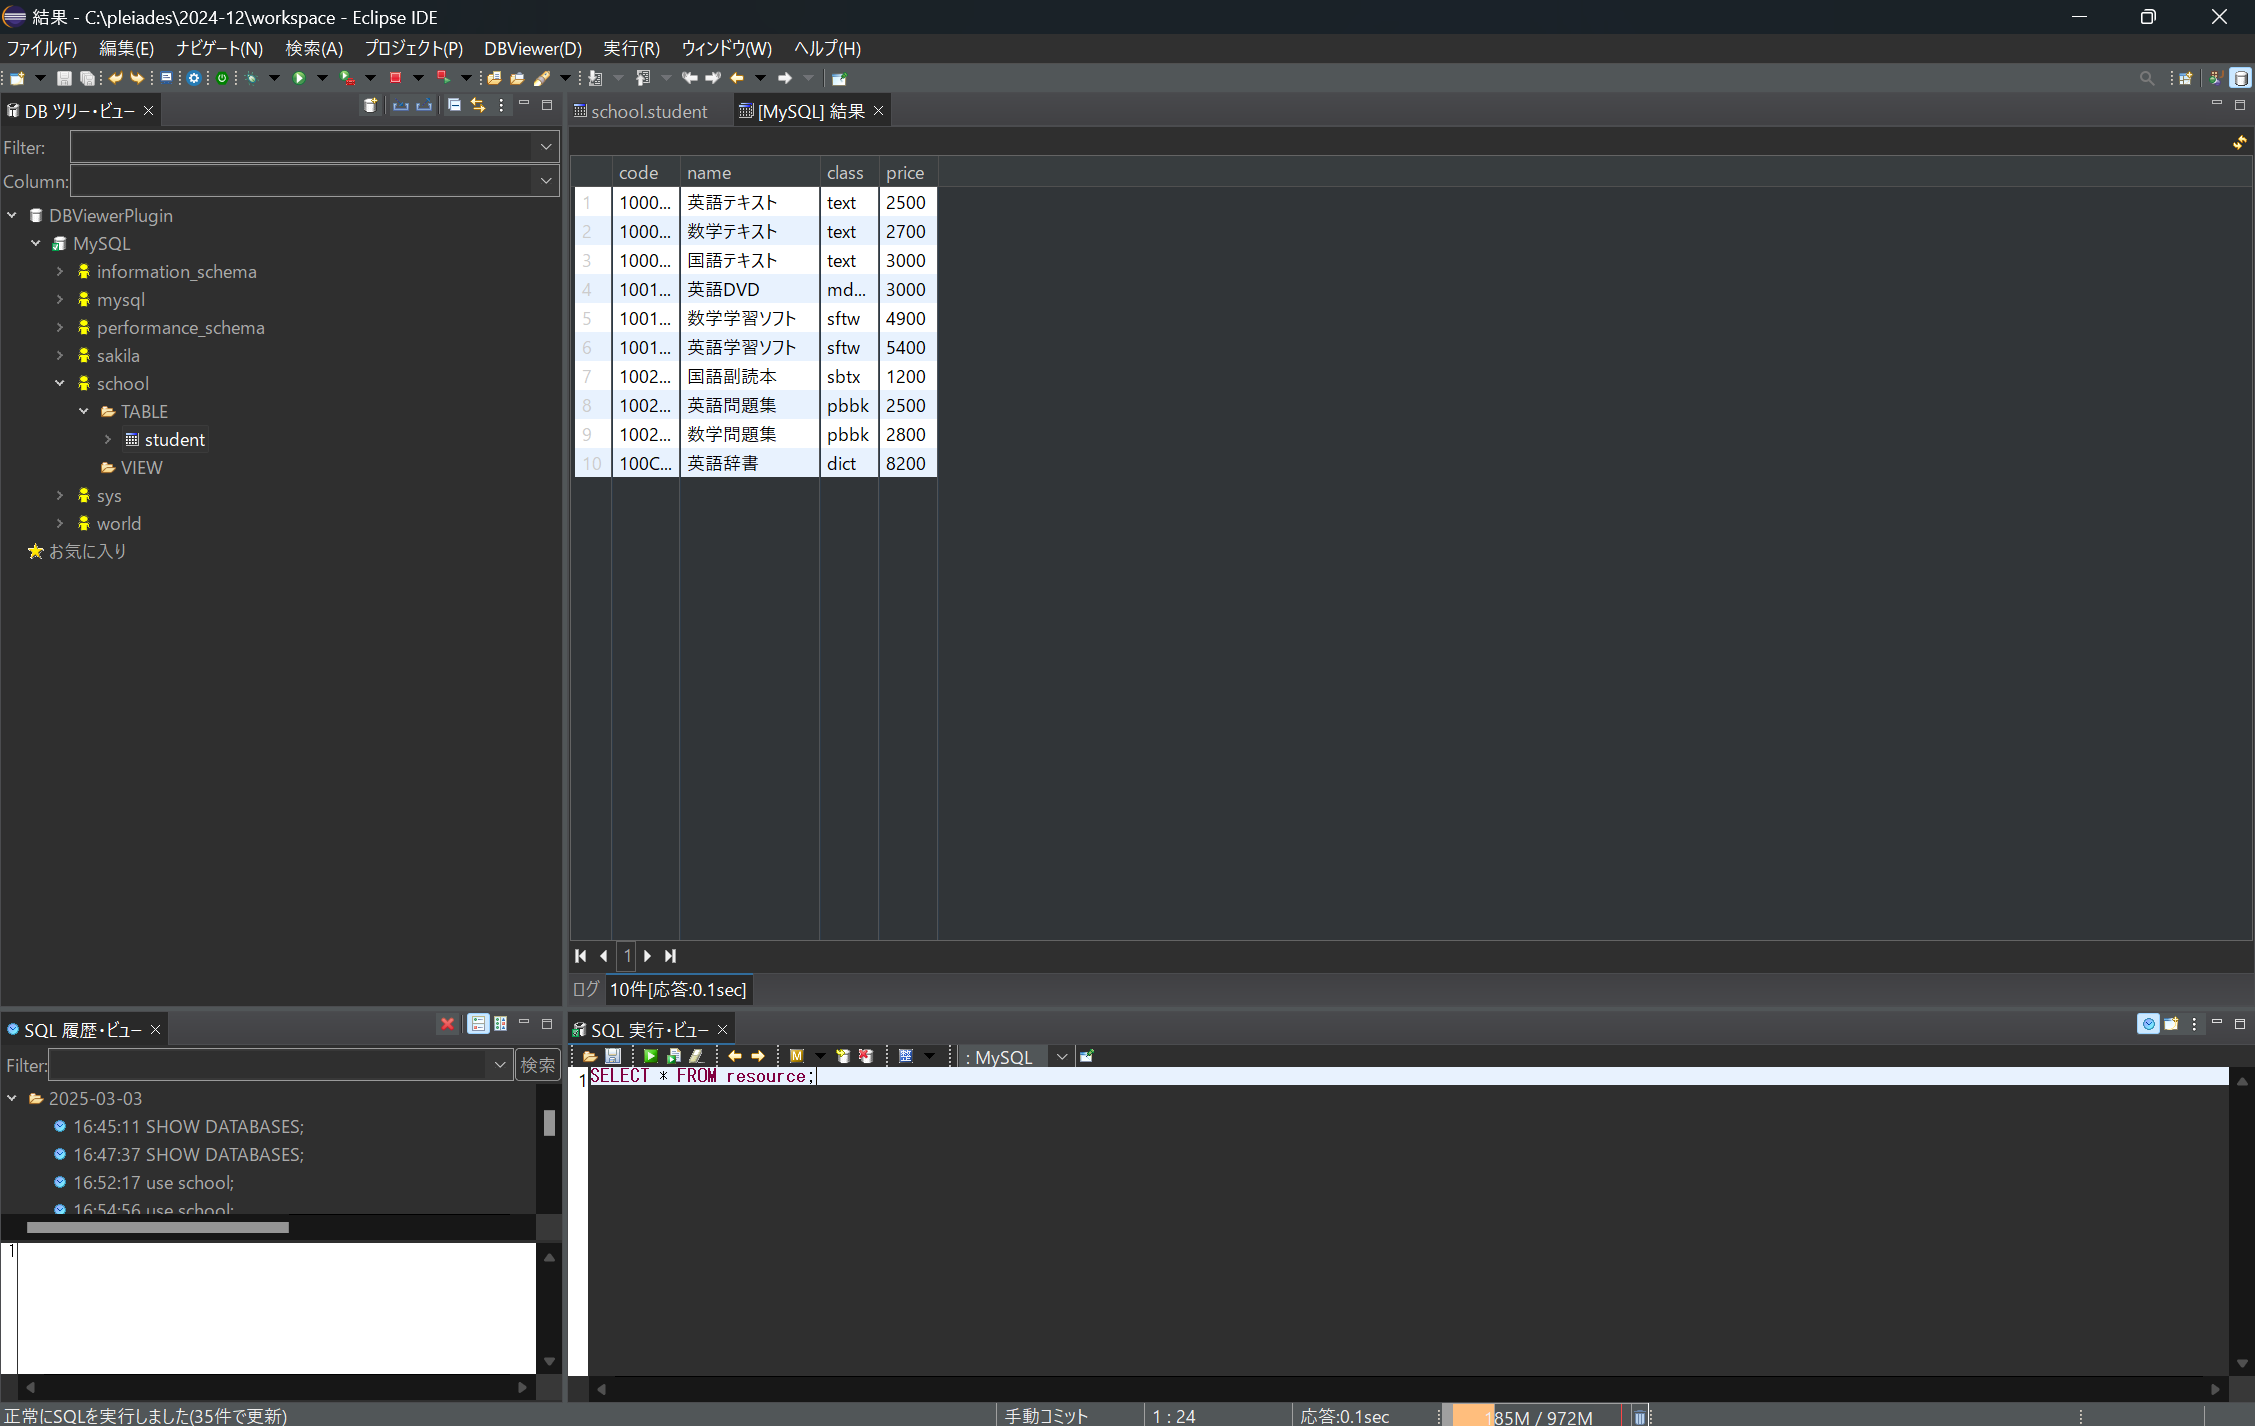 結果 - C:\pleiades\2024-12\workspace - Eclipse IDE
ファイル(F) 編集(E) ナビゲート(N) 検索(A) プロジェクト(P) DBViewer(D) 実行(R) ウィンドウ(W) ヘルプ(H)
DB ツリー・ビュー
Filter:
Column:
DBViewerPlugin
MySQL
information_schema
mysql
performance_schema
sakila
school
TABLE
student
VIEW
sys
world
お気に入り
school.student [MySQL] 結果
code name class price
1 1000... 英語テキスト text 2500
2 1000... 数学テキスト text 2700
3 1000... 国語テキスト text 3000
4 1001... 英語DVD md... 3000
5 1001... 数学学習ソフト sftw 4900
6 1001... 英語学習ソフト sftw 5400
7 1002... 国語副読本 sbtx 1200
8 1002... 英語問題集 pbbk 2500
9 1002... 数学問題集 pbbk 2800
10 100C... 英語辞書 dict 8200
1
ログ 10件[応答:0.1sec]
SQL 履歴・ビュー
Filter: 検索
2025-03-03
16:45:11 SHOW DATABASES;
16:47:37 SHOW DATABASES;
16:52:17 use school;
16:54:56 use school;
1
SQL 実行・ビュー
M : MySQL
1 SELECT * FROM resource;
正常にSQLを実行しました(35件で更新) 手動コミット 1 : 24 応答:0.1sec 185M / 972M